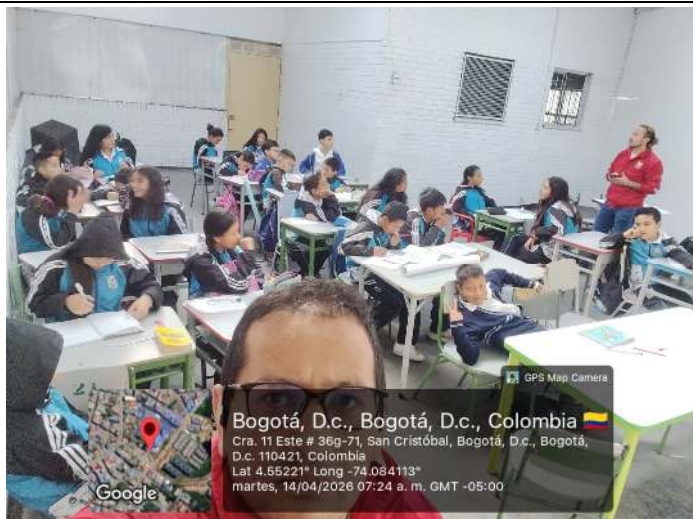 GPS Map Camera
Bogotá, D.c., Bogotá, D.c., Colombia
Cra. 11 Este # 36g-71, San Cristóbal, Bogotá, D.c., Bogotá,
D.c. 110421, Colombia
Lat 4.55221° Long -74.084113°
martes, 14/04/2026 07:24 a. m. GMT -05:00
Google